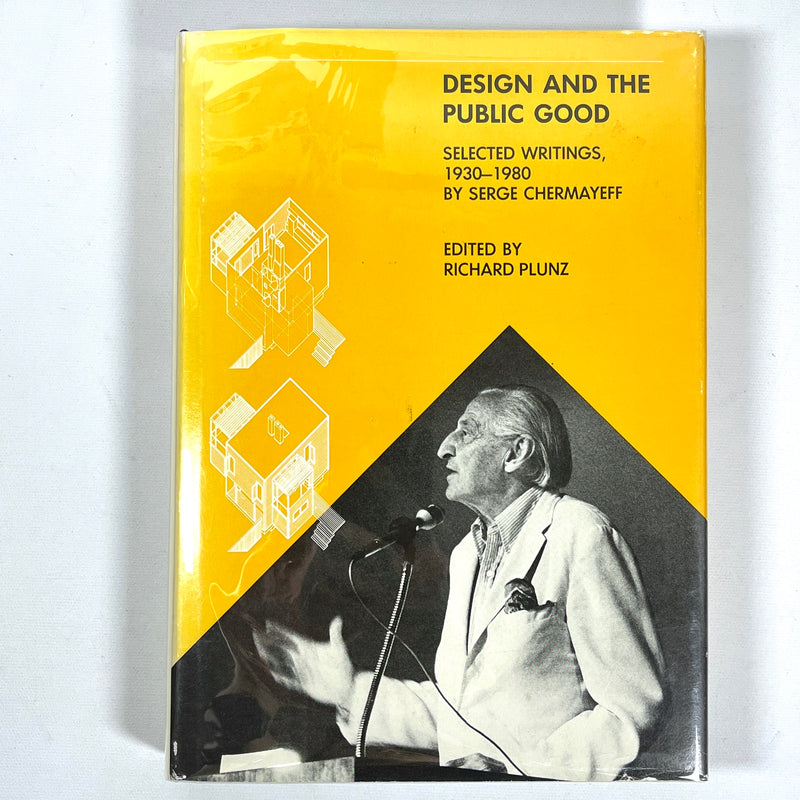 DESIGN AND THE
PUBLIC GOOD
SELECTED WRITINGS,
1930–1980
BY SERGE CHERMAYEFF
EDITED BY
RICHARD PLUNZ